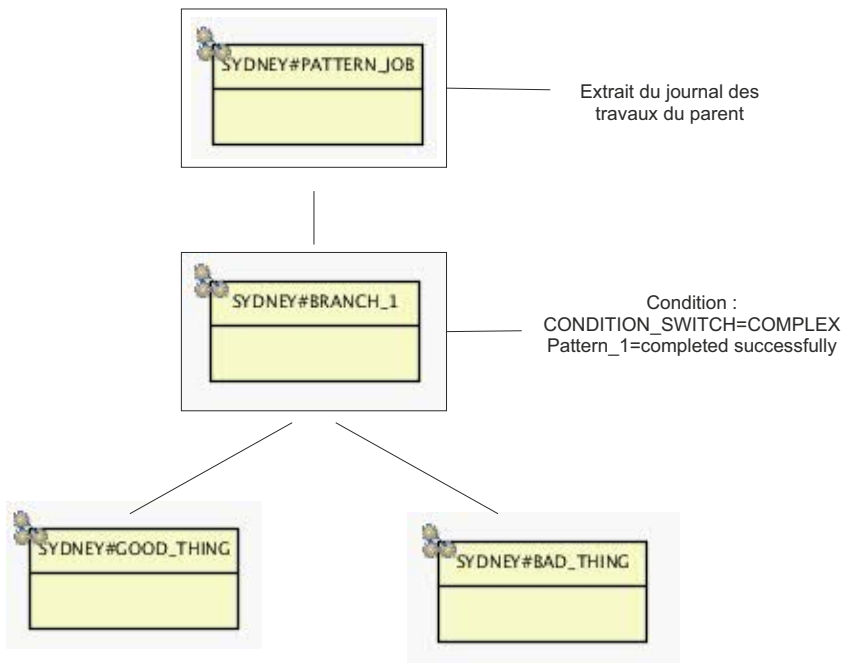 SYDNEY#PATTERN_JOB
Extrait du journal des
travaux du parent
SYDNEY#BRANCH_1
Condition :
CONDITION_SWITCH=COMPLEX
Pattern_1=completed successfully
SYDNEY#GOOD_THING
SYDNEY#BAD_THING